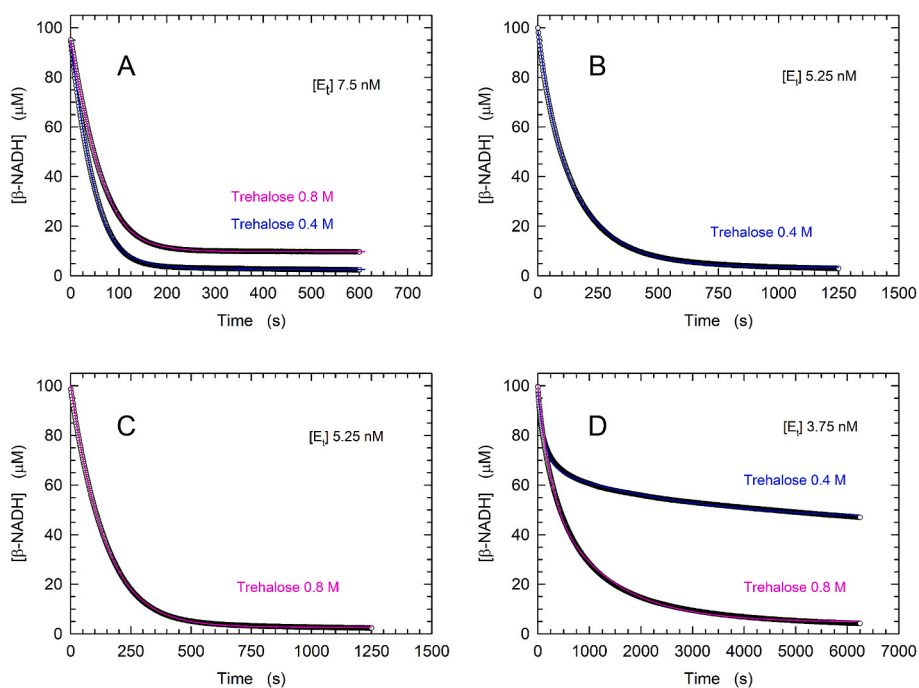 A
[Et] 7.5 nM
Trehalose 0.8 M
Trehalose 0.4 M
[β-NADH] (μM)
100
80
60
40
20
0
0 100 200 300 400 500 600 700
Time (s)
B
[Et] 5.25 nM
Trehalose 0.4 M
[β-NADH] (μM)
100
80
60
40
20
0
0 250 500 750 1000 1250 1500
Time (s)
C
[Et] 5.25 nM
Trehalose 0.8 M
[β-NADH] (μM)
100
80
60
40
20
0
0 250 500 750 1000 1250 1500
Time (s)
D
[Et] 3.75 nM
Trehalose 0.4 M
Trehalose 0.8 M
[β-NADH] (μM)
100
80
60
40
20
0
0 1000 2000 3000 4000 5000 6000 7000
Time (s)